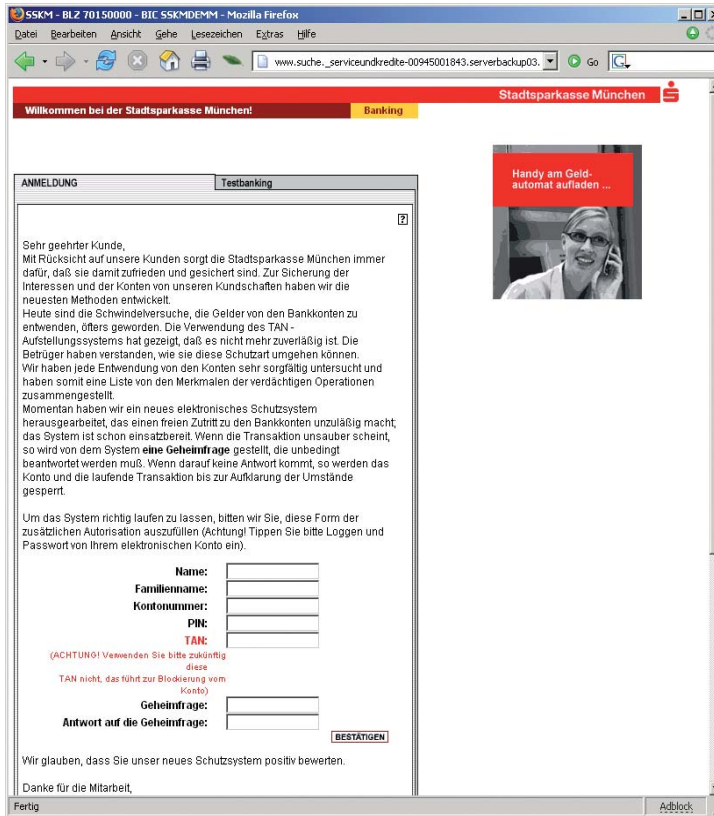 SSKM - BLZ 70150000 - BIC SSKMDEMM - Mozilla Firefox
Datei Bearbeiten Ansicht Gehe Lesezeichen Extras Hilfe
www.suche._serviceundkredite-00945001843.serverbackup03. Go G
Stadtsparkasse München
Willkommen bei der Stadtsparkasse München! Banking
Handy am Geld-
automat aufladen ...
ANMELDUNG Testbanking
?
Sehr geehrter Kunde,
Mit Rücksicht auf unsere Kunden sorgt die Stadtsparkasse München immer
dafür, daß sie damit zufrieden und gesichert sind. Zur Sicherung der
Interessen und der Konten von unseren Kundschaften haben wir die
neuesten Methoden entwickelt.
Heute sind die Schwindelversuche, die Gelder von den Bankkonten zu
entwenden, öfters geworden. Die Verwendung des TAN -
Aufstellungssystems hat gezeigt, daß es nicht mehr zuverläßig ist. Die
Betrüger haben verstanden, wie sie diese Schutzart umgehen können.
Wir haben jede Entwendung von den Konten sehr sorgfältig untersucht und
haben somit eine Liste von den Merkmalen der verdächtigen Operationen
zusammengestellt.
Momentan haben wir ein neues elektronisches Schutzsystem
herausgearbeitet, das einen freien Zutritt zu den Bankkonten unzuläßig macht;
das System ist schon einsatzbereit. Wenn die Transaktion unsauber scheint,
so wird von dem System eine Geheimfrage gestellt, die unbedingt
beantwortet werden muß. Wenn darauf keine Antwort kommt, so werden das
Konto und die laufende Transaktion bis zur Aufklarung der Umstände
gesperrt.
Um das System richtig laufen zu lassen, bitten wir Sie, diese Form der
zusätzlichen Autorisation auszufüllen (Achtung! Tippen Sie bitte Loggen und
Passwort von Ihrem elektronischen Konto ein).
Name:
Familienname:
Kontonummer:
PIN:
TAN:
(ACHTUNG! Verwenden Sie bitte zukünftig
diese
TAN nicht, das führt zur Blockierung vom
Konto)
Geheimfrage:
Antwort auf die Geheimfrage:
BESTÄTIGEN
Wir glauben, dass Sie unser neues Schutzsystem positiv bewerten.
Danke für die Mitarbeit,
Fertig Adblock